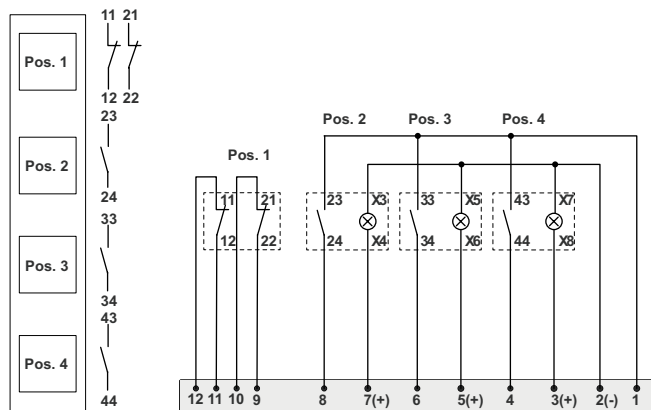 11 21
Pos. 1
12 22
23
Pos. 2
24
33
Pos. 3
34
43
Pos. 4
44
Pos. 2 Pos. 3 Pos. 4
Pos. 1
11 21 23 X3 33 X5 43 X7
12 22 24 X4 34 X6 44 X8
12 11 10 9 8 7(+) 6 5(+) 4 3(+) 2(-) 1